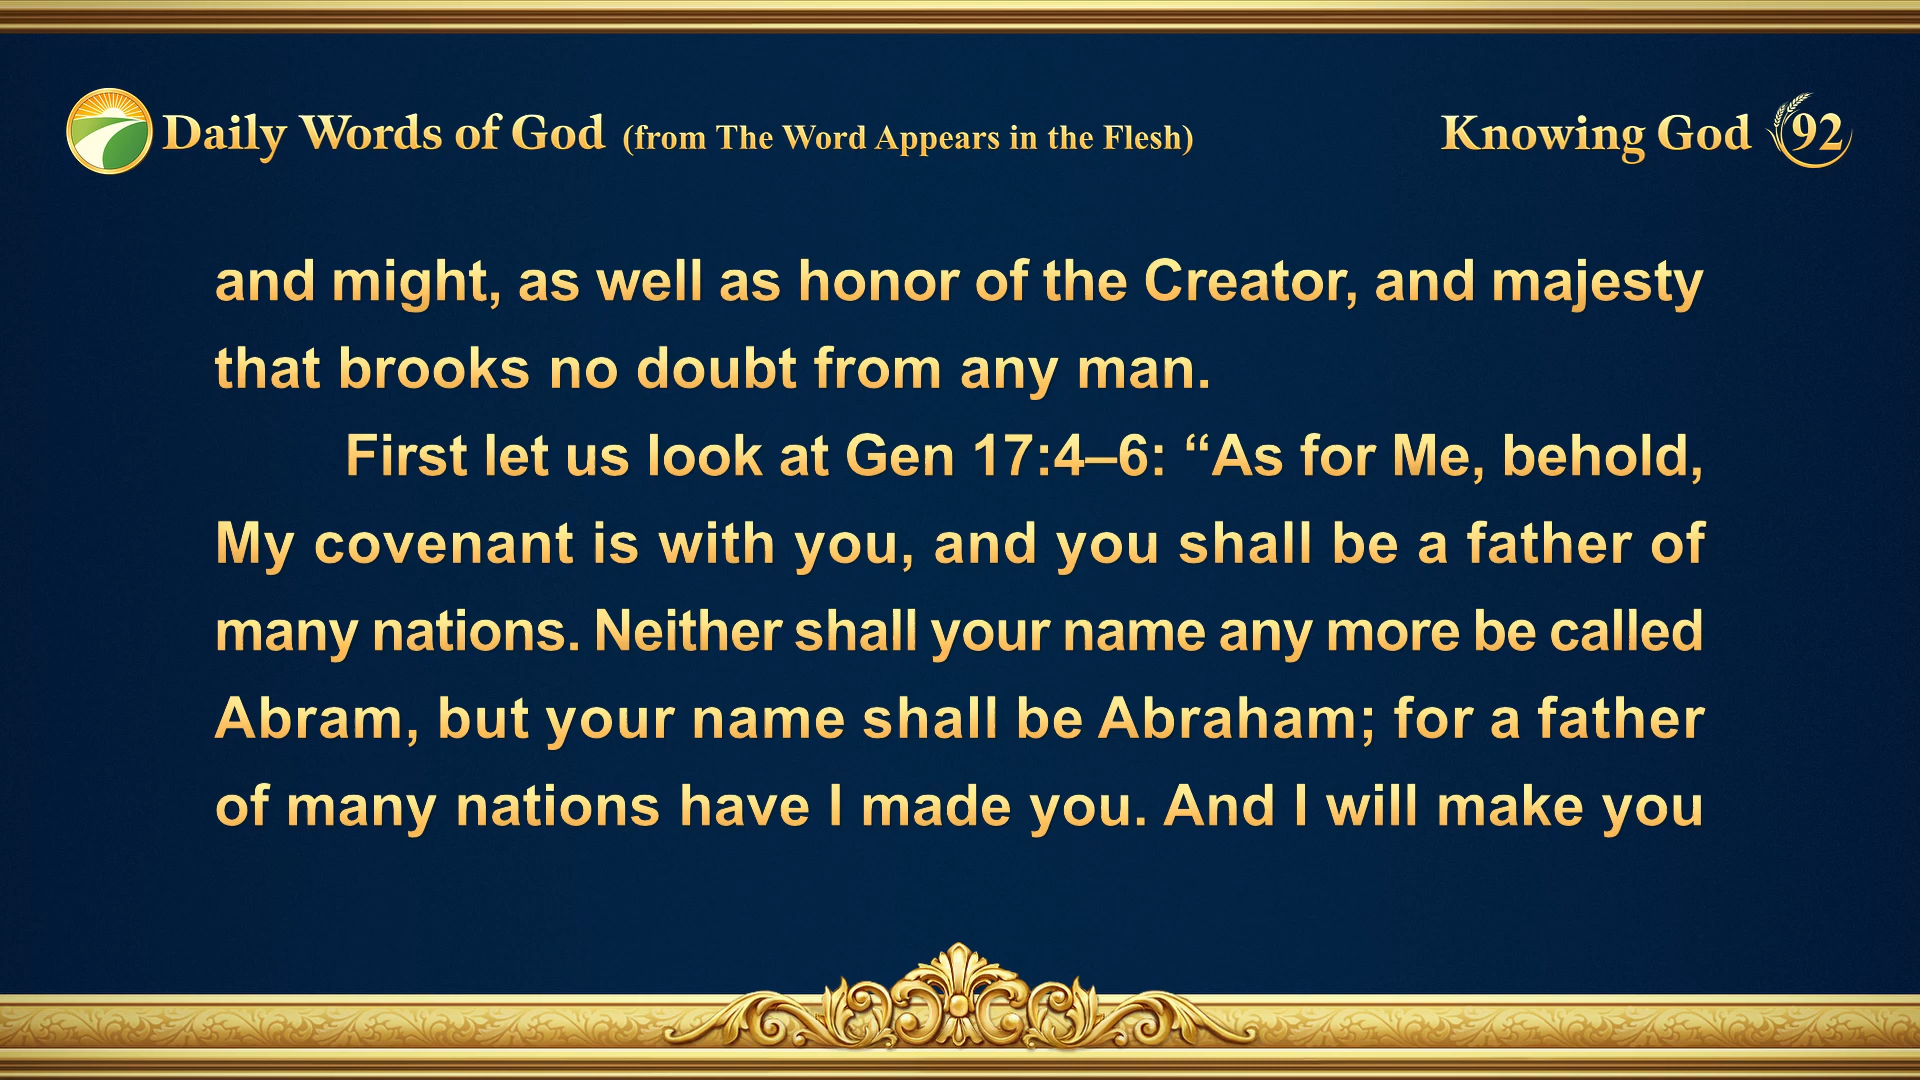 Daily Words of God (from The Word Appears in the Flesh)
Knowing God 92
and might, as well as honor of the Creator, and majesty
that brooks no doubt from any man.
First let us look at Gen 17:4–6: “As for Me, behold,
My covenant is with you, and you shall be a father of
many nations. Neither shall your name any more be called
Abram, but your name shall be Abraham; for a father
of many nations have I made you. And I will make you